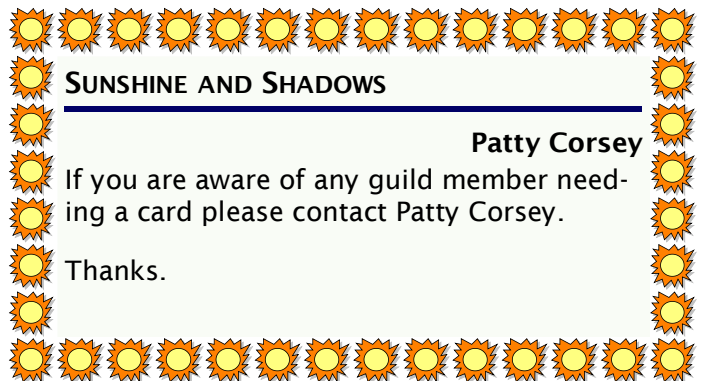 SUNSHINE AND SHADOWS
Patty Corsey
If you are aware of any guild member need-
ing a card please contact Patty Corsey.
Thanks.